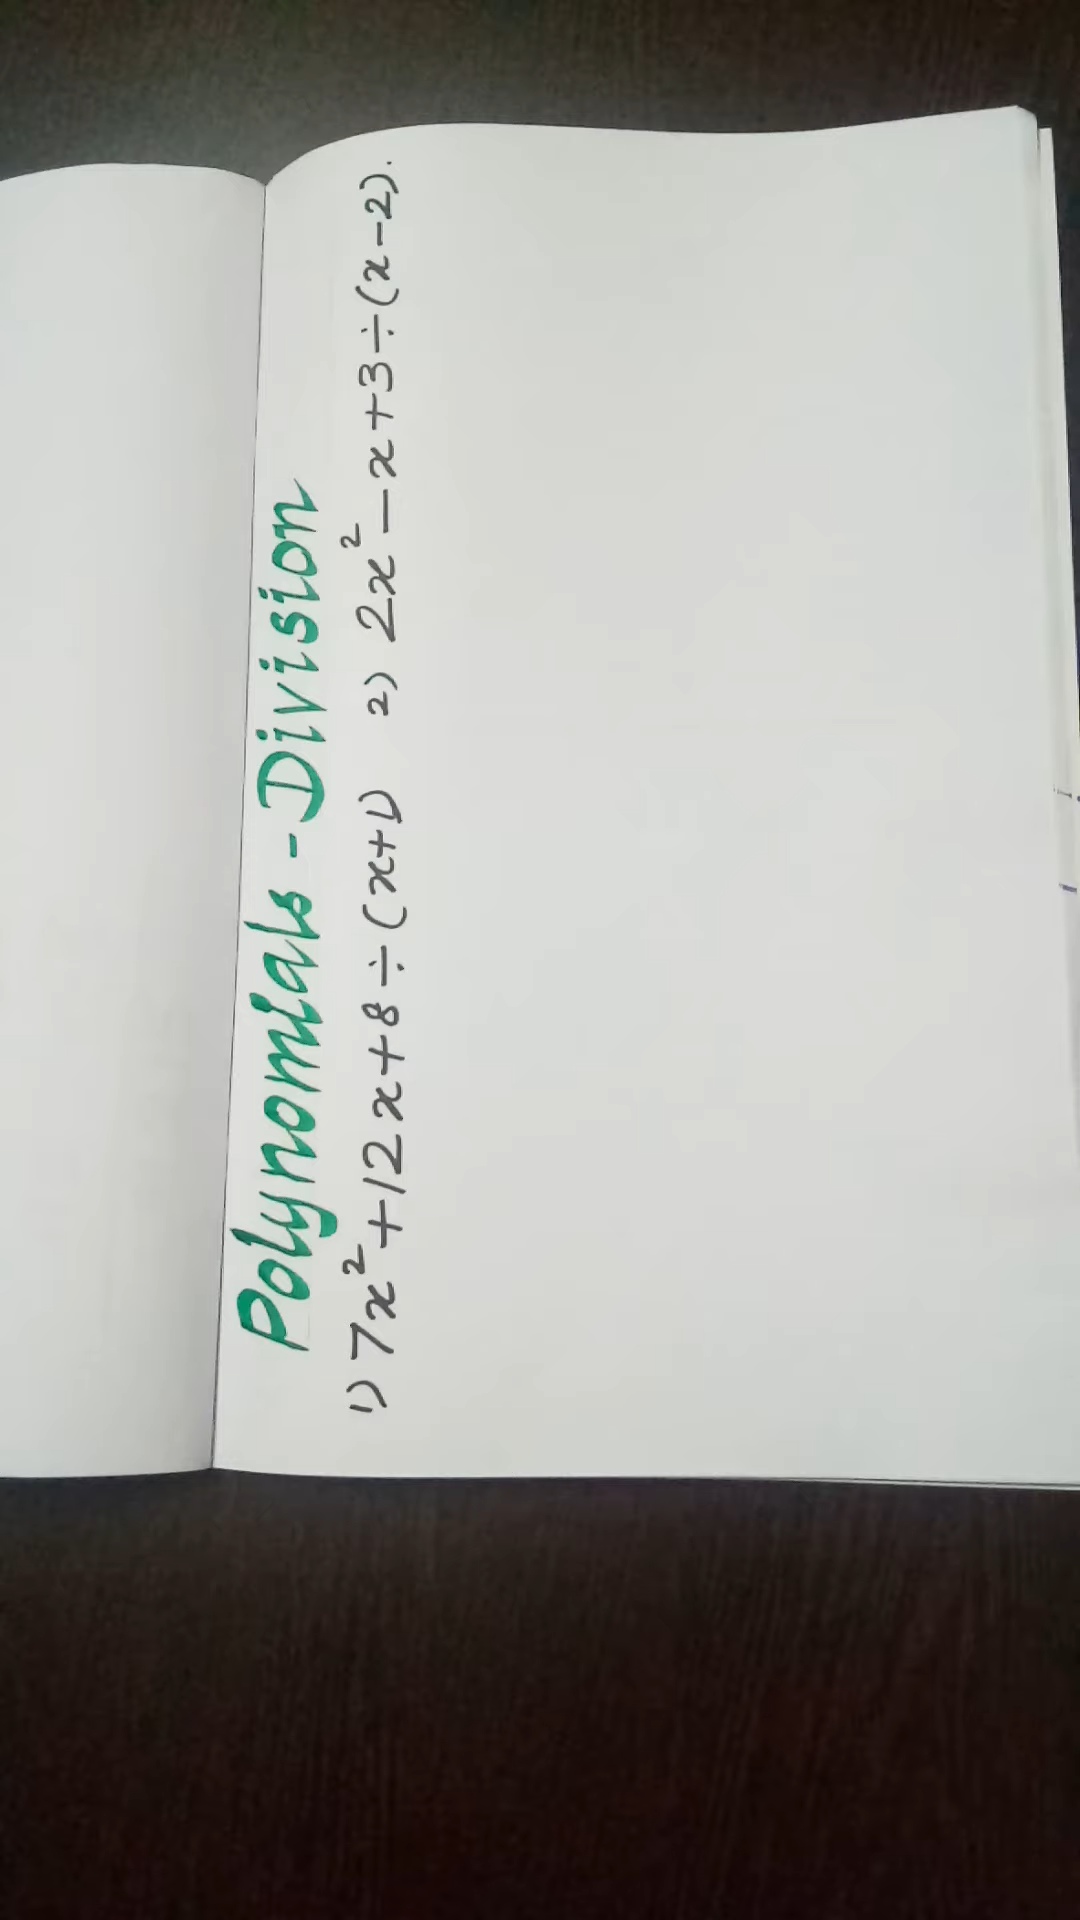 Polynomials - Division
1) 7x² + 12x + 8 ÷ (x+1) 2) 2x² - x + 3 ÷ (x-2).